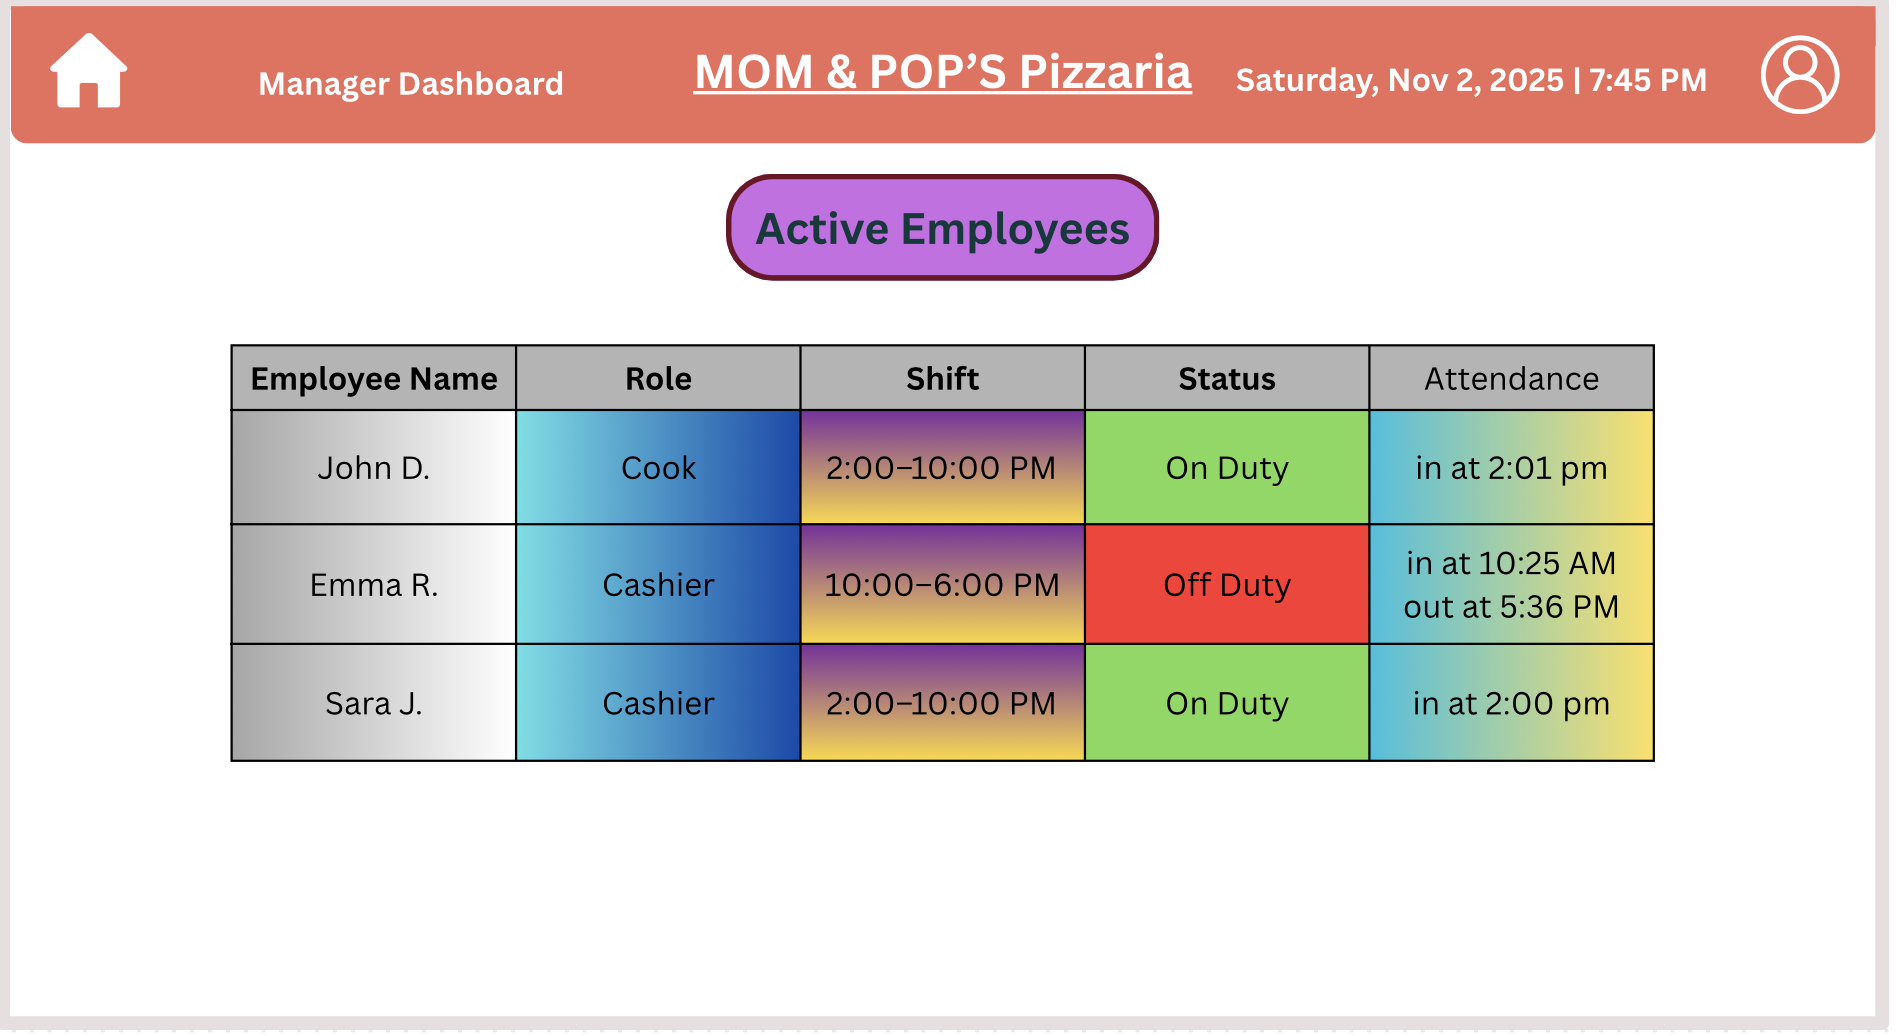 Manager Dashboard
MOM & POP’S Pizzaria
Saturday, Nov 2, 2025 | 7:45 PM
Active Employees
Employee Name Role Shift Status Attendance
John D. Cook 2:00–10:00 PM On Duty in at 2:01 pm
Emma R. Cashier 10:00–6:00 PM Off Duty in at 10:25 AM
out at 5:36 PM
Sara J. Cashier 2:00–10:00 PM On Duty in at 2:00 pm